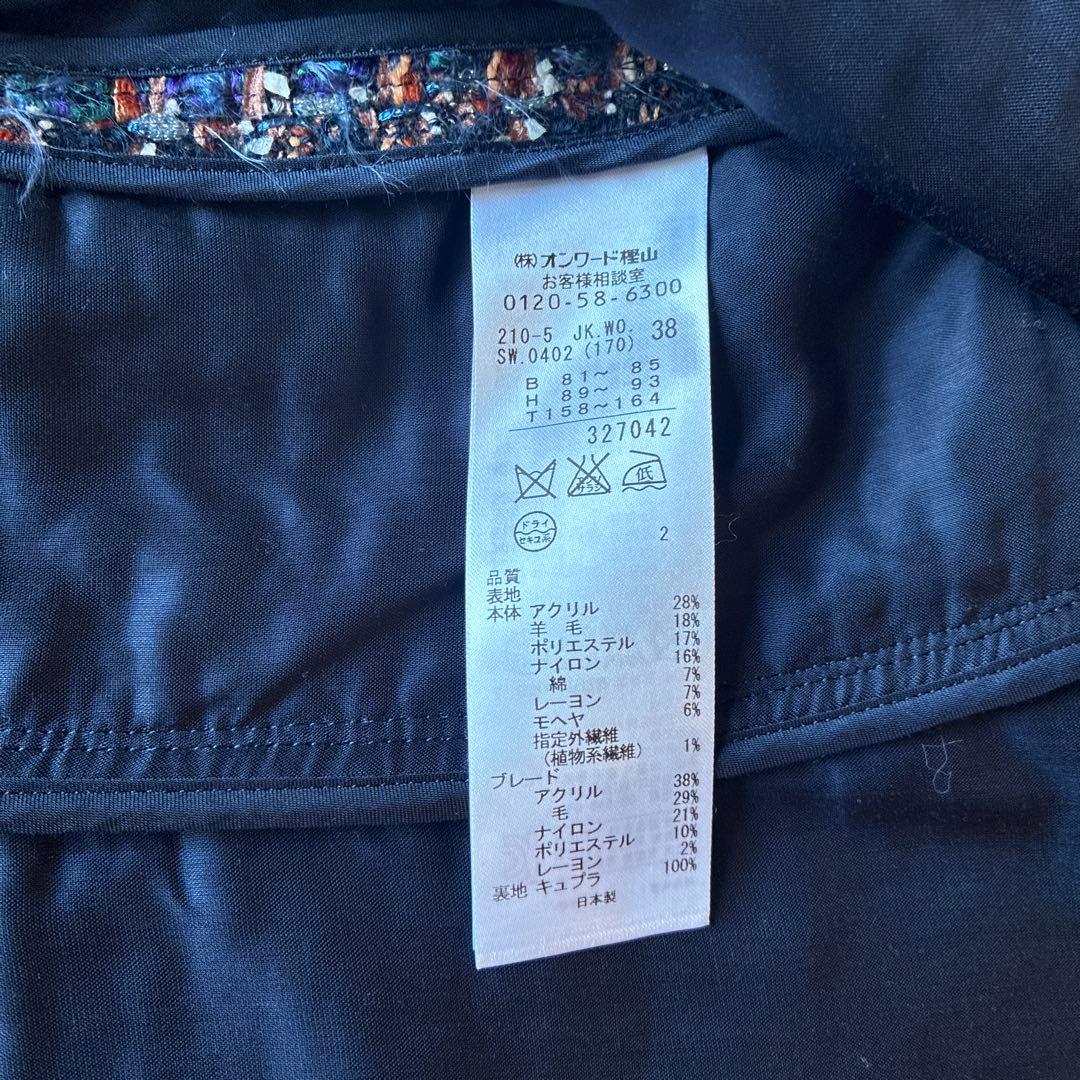 (株)オンワード樫山
お客様相談室
0120-58-6300
210-5 JK.WO. 38
SW.0402 (170)
B 81～ 85
H 89～ 93
T158～164
327042
エンソ
サラシ
低
ドライ
セキユ系
2
品質
表地
本体 アクリル 28%
羊 毛 18%
ポリエステル 17%
ナイロン 16%
綿 7%
レーヨン 7%
モヘヤ 6%
指定外繊維
(植物系繊維) 1%
ブレード
アクリル 38%
毛 29%
ナイロン 21%
ポリエステル 10%
レーヨン 2%
裏地 キュプラ 100%
日本製